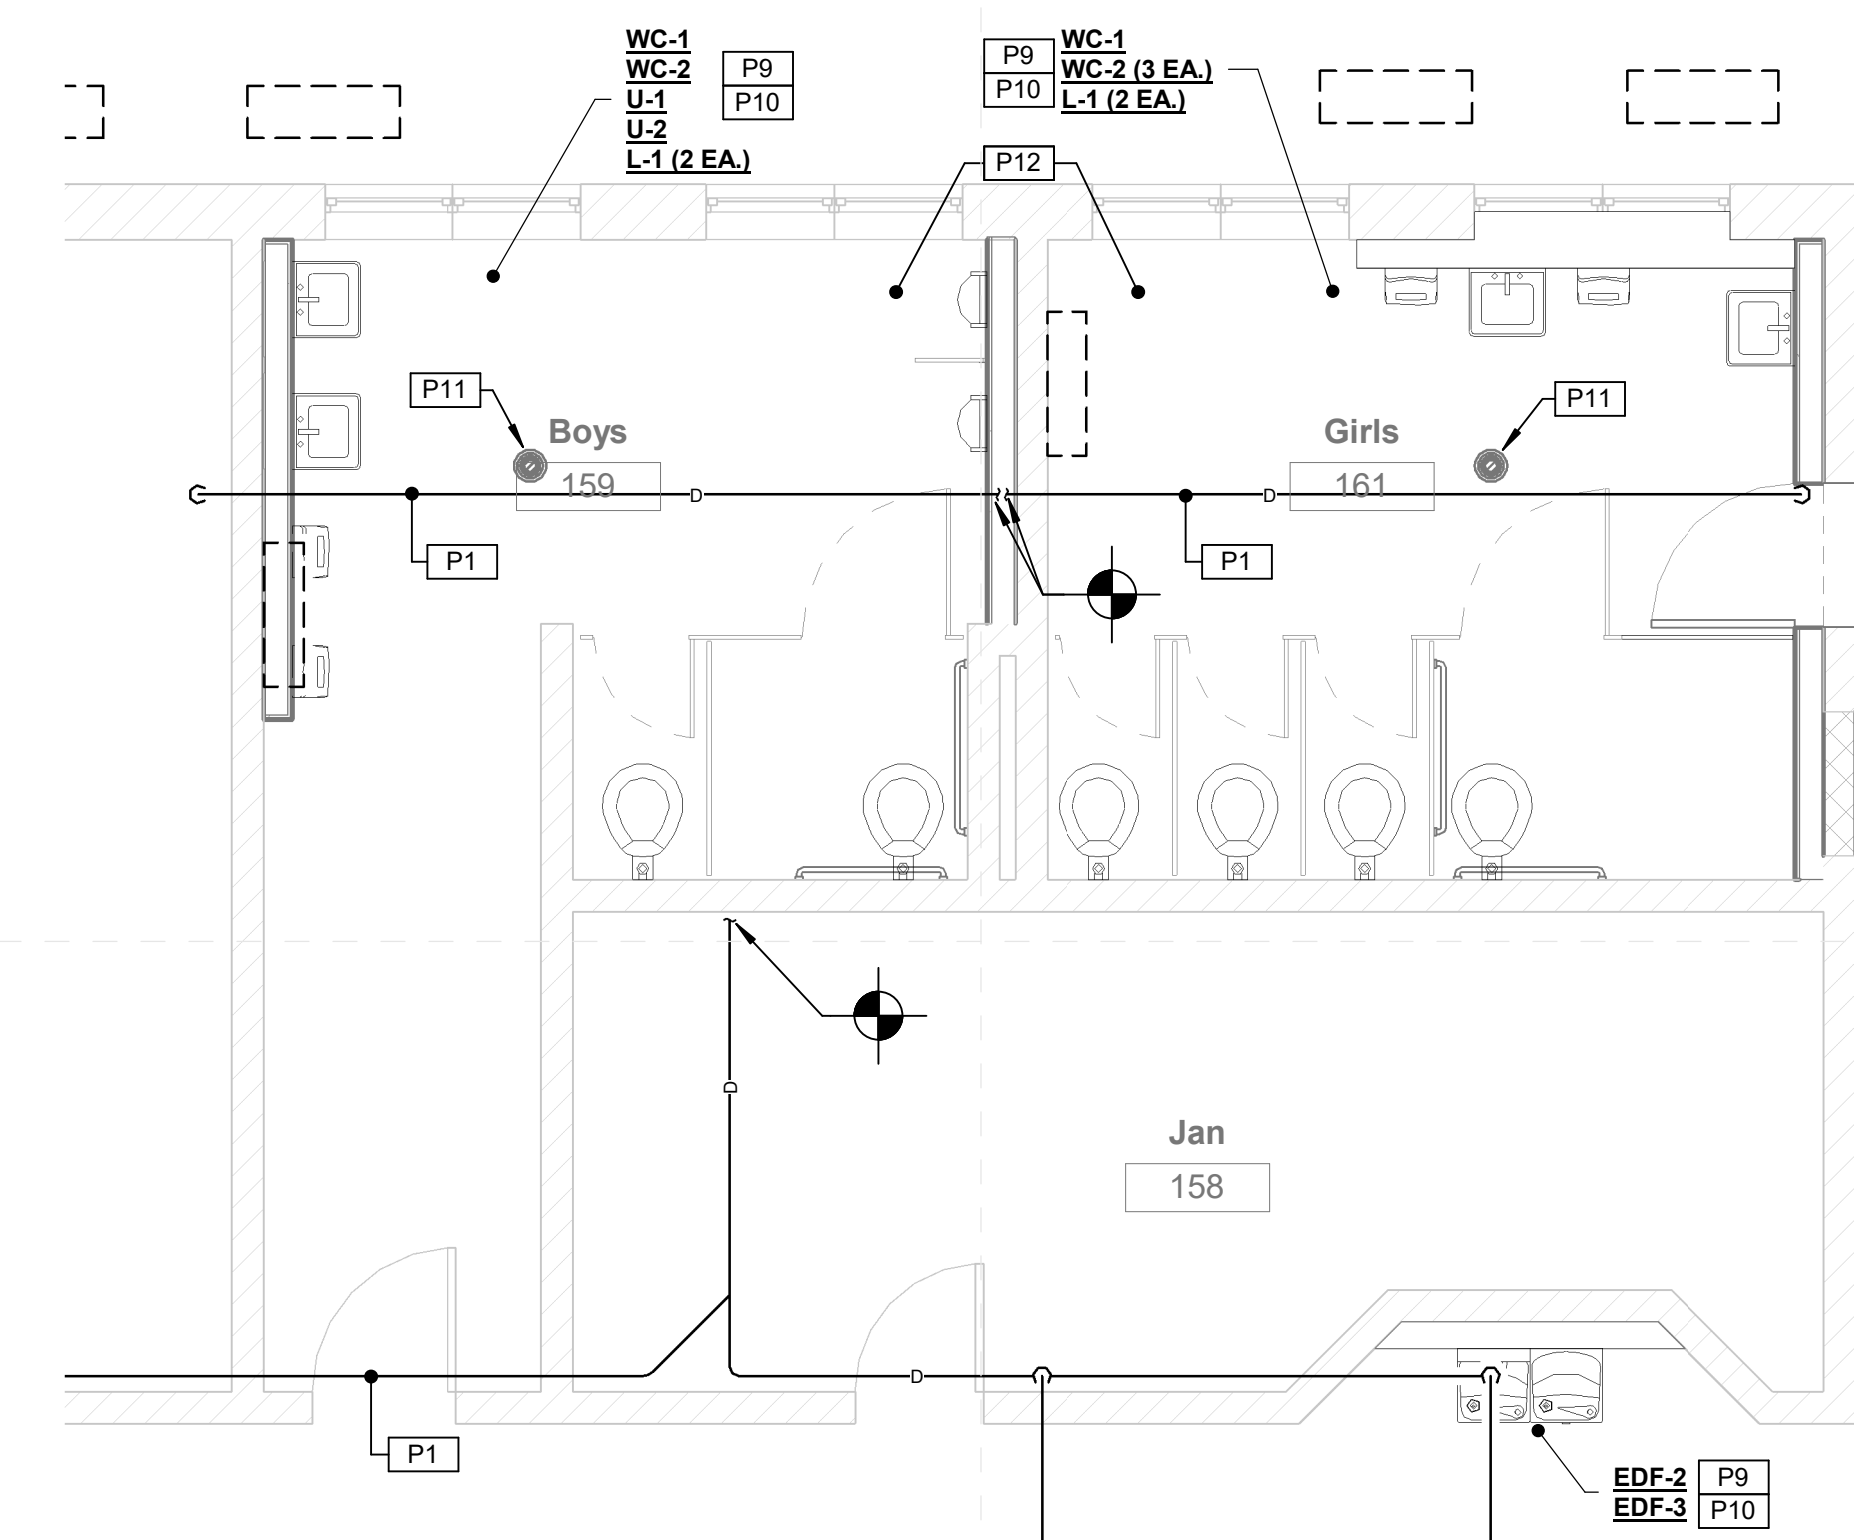 WC-1
WC-2
U-1
U-2
L-1 (2 EA.)
P9
P10
P9
P10
WC-1
WC-2 (3 EA.)
L-1 (2 EA.)
P12
P11
Boys
159
P11
Girls
161
D
D
P1
P1
D
Jan
158
D
P1
EDF-2
EDF-3
P9
P10